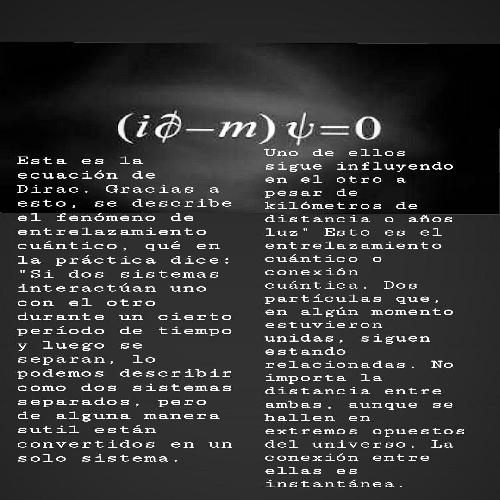 (i∂̸−m)ψ=0
Esta es la
ecuación de
Dirac. Gracias a
esto, se describe
el fenómeno de
entrelazamiento
cuántico, qué en
la práctica dice:
"Si dos sistemas
interactúan uno
con el otro
durante un cierto
período de tiempo
y luego se
separan, lo
podemos describir
como dos sistemas
separados, pero
de alguna manera
sutil están
convertidos en un
solo sistema.
Uno de ellos
sigue influyendo
en el otro a
pesar de
kilómetros de
distancia o años
luz" Esto es el
entrelazamiento
cuántico o
conexión
cuántica. Dos
partículas que,
en algún momento
estuvieron
unidas, siguen
estando
relacionadas. No
importa la
distancia entre
ambas, aunque se
hallen en
extremos opuestos
del universo. La
conexión entre
ellas es
instantánea.